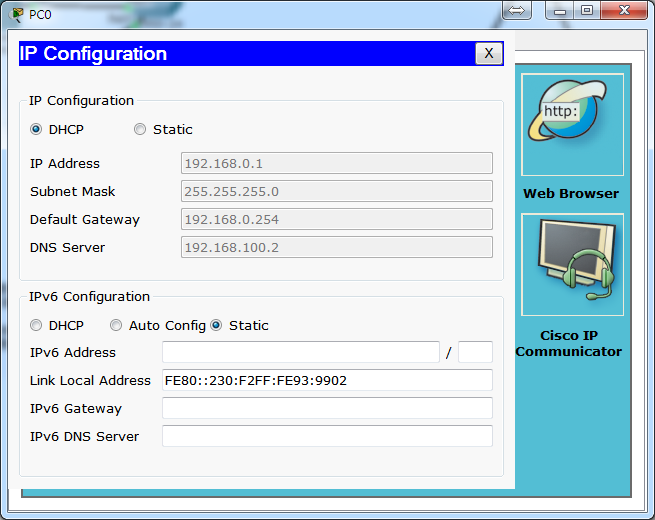 PC0
IP Configuration
X
IP Configuration
DHCP
Static
IP Address
192.168.0.1
Subnet Mask
255.255.255.0
Default Gateway
192.168.0.254
DNS Server
192.168.100.2
IPv6 Configuration
DHCP
Auto Config
Static
IPv6 Address
/
Link Local Address
FE80::230:F2FF:FE93:9902
IPv6 Gateway
IPv6 DNS Server
http:
Web Browser
Cisco IP
Communicator